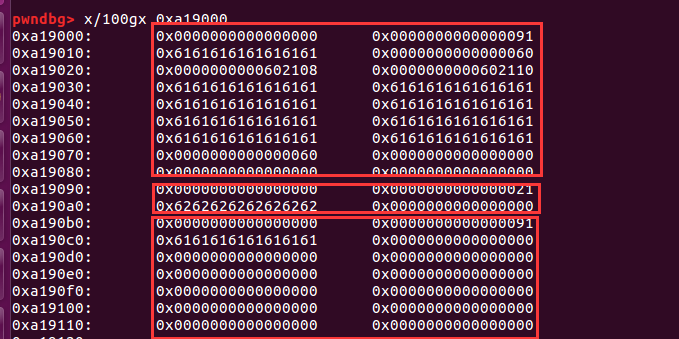 pwndbg> x/100gx 0xa19000
0xa19000: 0x0000000000000000 0x0000000000000091
0xa19010: 0x6161616161616161 0x0000000000000060
0xa19020: 0x0000000000602108 0x0000000000602110
0xa19030: 0x6161616161616161 0x6161616161616161
0xa19040: 0x6161616161616161 0x6161616161616161
0xa19050: 0x6161616161616161 0x6161616161616161
0xa19060: 0x6161616161616161 0x6161616161616161
0xa19070: 0x0000000000000060 0x0000000000000000
0xa19080: 0x0000000000000000 0x0000000000000000
0xa19090: 0x0000000000000000 0x0000000000000021
0xa190a0: 0x6262626262626262 0x0000000000000000
0xa190b0: 0x0000000000000000 0x0000000000000091
0xa190c0: 0x6161616161616161 0x0000000000000000
0xa190d0: 0x0000000000000000 0x0000000000000000
0xa190e0: 0x0000000000000000 0x0000000000000000
0xa190f0: 0x0000000000000000 0x0000000000000000
0xa19100: 0x0000000000000000 0x0000000000000000
0xa19110: 0x0000000000000000 0x0000000000000000